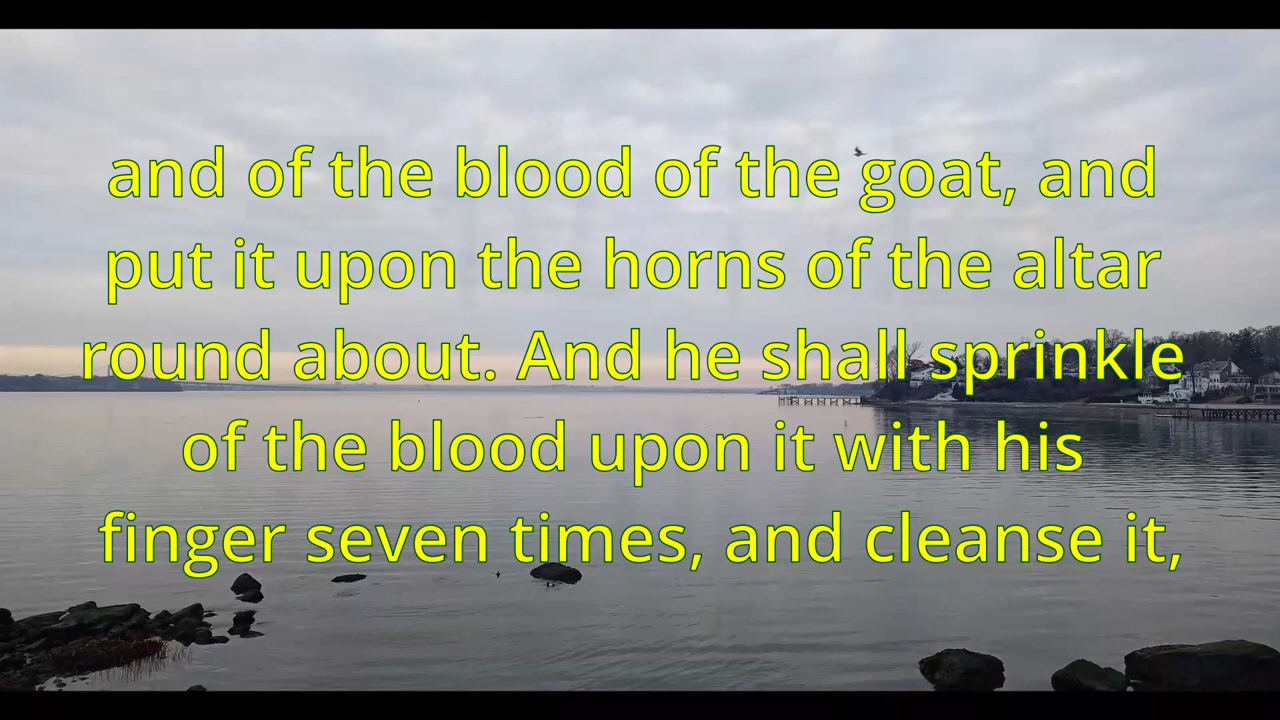 and of the blood of the goat, and
put it upon the horns of the altar
round about. And he shall sprinkle
of the blood upon it with his
finger seven times, and cleanse it,